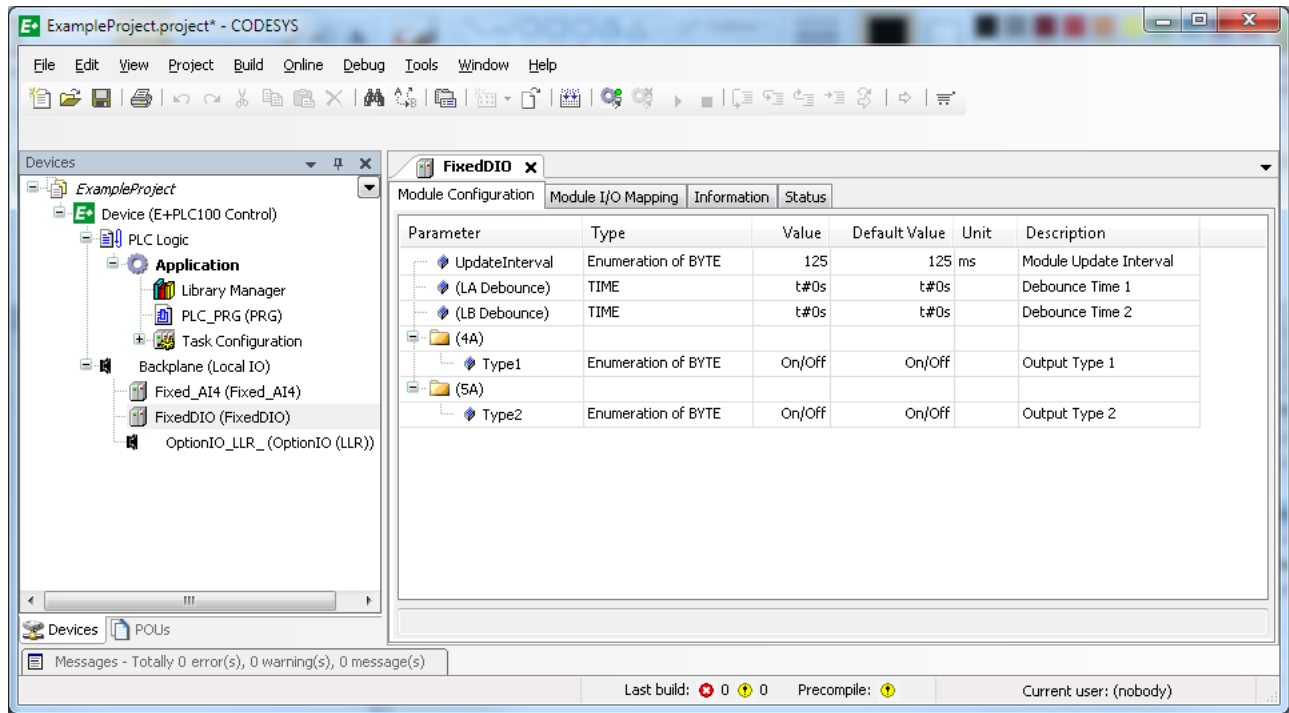 E+ ExampleProject.project* - CODESYS
File Edit View Project Build Online Debug Tools Window Help
Devices
ExampleProject
E+ Device (E+PLC100 Control)
PLC Logic
Application
Library Manager
PLC_PRG (PRG)
Task Configuration
Backplane (Local IO)
Fixed_AI4 (Fixed_AI4)
FixedDIO (FixedDIO)
OptionIO_LLR_ (OptionIO (LLR))
Devices POUs
FixedDIO
Module Configuration Module I/O Mapping Information Status
Parameter Type Value Default Value Unit Description
UpdateInterval Enumeration of BYTE 125 125 ms Module Update Interval
(LA Debounce) TIME t#0s t#0s Debounce Time 1
(LB Debounce) TIME t#0s t#0s Debounce Time 2
(4A)
Type1 Enumeration of BYTE On/Off On/Off Output Type 1
(5A)
Type2 Enumeration of BYTE On/Off On/Off Output Type 2
Messages - Totally 0 error(s), 0 warning(s), 0 message(s)
Last build: 0 0 Precompile: Current user: (nobody)